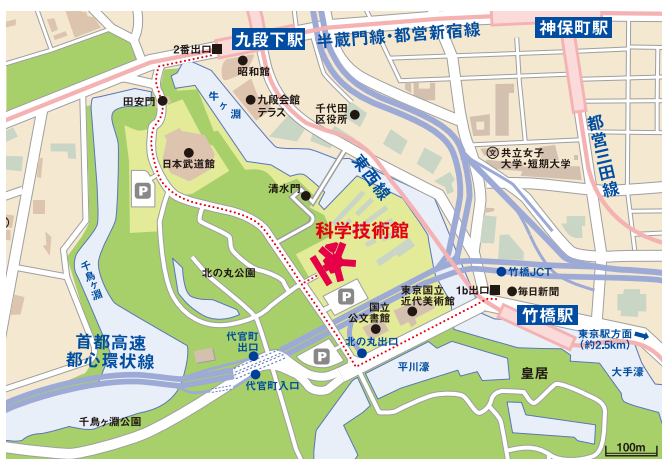 2番出口
九段下駅
半蔵門線・都営新宿線
神保町駅
昭和館
牛ヶ淵
九段会館
テラス
千代田
区役所
田安門
都営三田線
共立女子
大学・短期大学
文
日本武道館
東西線
P
清水門
科学技術館
千鳥ヶ淵
北の丸公園
竹橋JCT
1b出口
毎日新聞
P
東京国立
近代美術館
国立
公文書館
竹橋駅
首都高速
都心環状線
代官町
出口
北の丸出口
東京駅方面
(約2.5km)
P
代官町入口
平川濠
皇居
大手濠
千鳥ヶ淵公園
100m